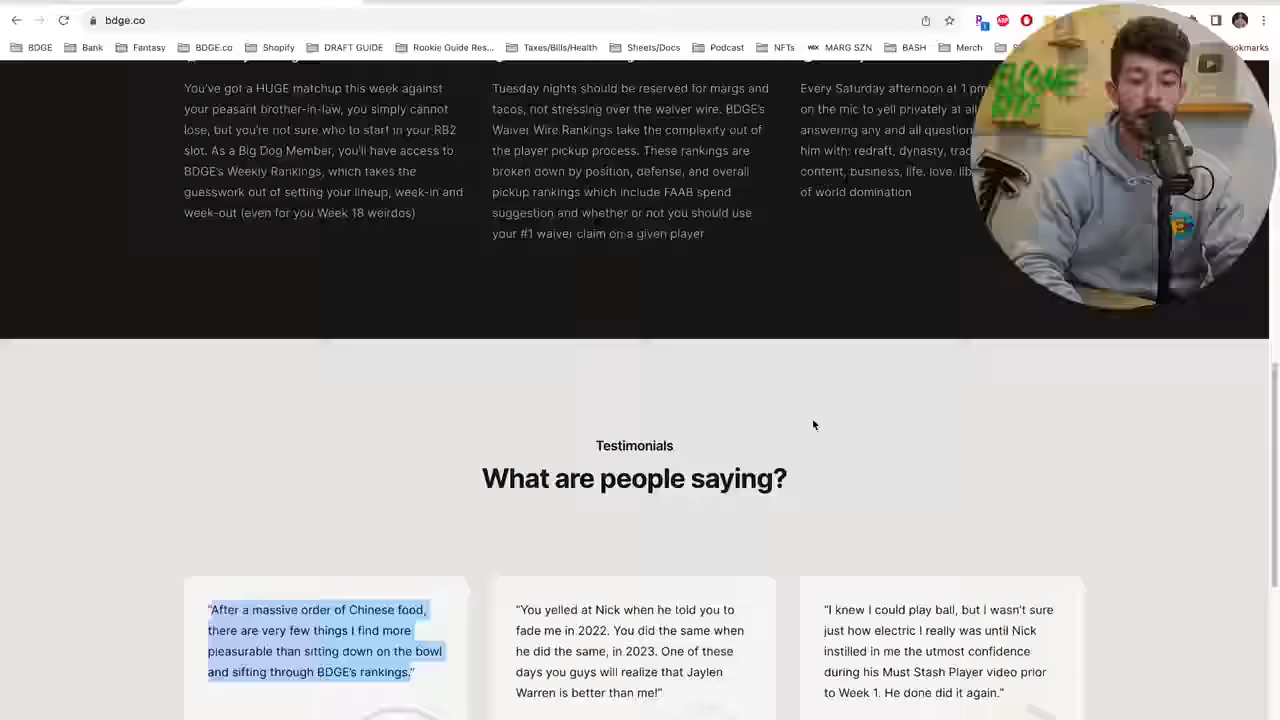 bdge.co
BDGE
Bank
Fantasy
BDGE.co
Shopify
DRAFT GUIDE
Rookie Guide Res...
Taxes/Bills/Health
Sheets/Docs
Podcast
NFTs
MARG SZN
BASH
Merch
You've got a HUGE matchup this week against
your peasant brother-in-law, you simply cannot
lose, but you're not sure who to start in your RB2
slot. As a Big Dog Member, you'll have access to
BDGE's Weekly Rankings, which takes the
guesswork out of setting your lineup, week-in and
week-out (even for you Week 18 weirdos)
Tuesday nights should be reserved for margs and
tacos, not stressing over the waiver wire. BDGE's
Waiver Wire Rankings take the complexity out of
the player pickup process. These rankings are
broken down by position, defense, and overall
pickup rankings which include FAAB spend
suggestion and whether or not you should use
your #1 waiver claim on a given player
Every Saturday afternoon at 1 pm
on the mic to yell privately at all
answering any and all question
him with: redraft, dynasty,
content, business, life, love,
of world domination
Testimonials
What are people saying?
"After a massive order of Chinese food,
there are very few things I find more
pleasurable than sitting down on the bowl
and sifting through BDGE's rankings."
"You yelled at Nick when he told you to
fade me in 2022. You did the same when
he did the same, in 2023. One of these
days you guys will realize that Jaylen
Warren is better than me!"
"I knew I could play ball, but I wasn't sure
just how electric I really was until Nick
instilled in me the utmost confidence
during his Must Stash Player video prior
to Week 1. He done did it again."